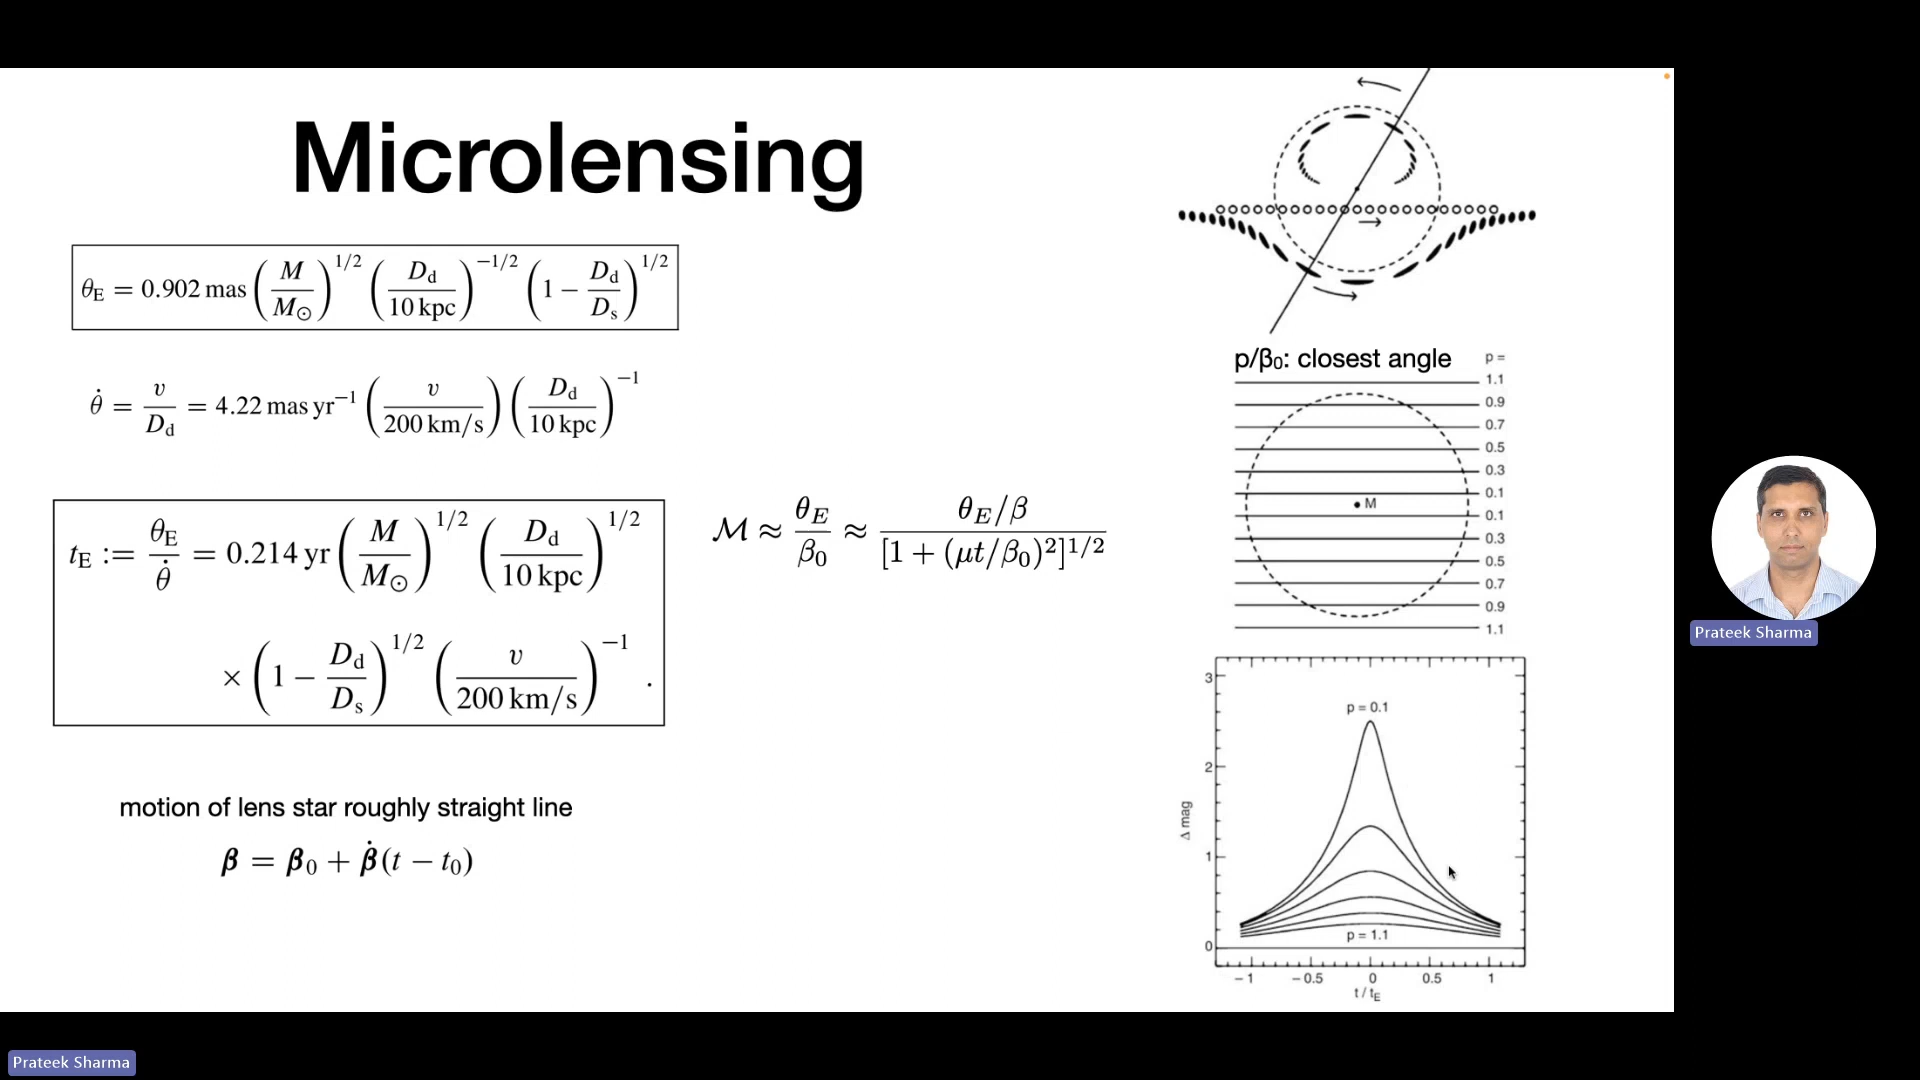 Microlensing
θ_E = 0.902 mas (M/M_⊙)^{1/2} (D_d/10 kpc)^{−1/2} (1 − D_d/D_s)^{1/2}
θ̇ = v/D_d = 4.22 mas yr^{−1} (v/200 km/s) (D_d/10 kpc)^{−1}
t_E := θ_E/θ̇ = 0.214 yr (M/M_⊙)^{1/2} (D_d/10 kpc)^{1/2}
× (1 − D_d/D_s)^{1/2} (v/200 km/s)^{−1} .
motion of lens star roughly straight line
β = β_0 + β̇(t − t_0)
ℳ ≈ θ_E/β_0 ≈ (θ_E/β)/[1 + (μt/β_0)^2]^{1/2}
p/β_0: closest angle
p =
1.1
0.9
0.7
0.5
0.3
0.1
M
0.1
0.3
0.5
0.7
0.9
1.1
3
p = 0.1
2
Δ mag
1
p = 1.1
0
−1 −0.5 0 0.5 1
t / t_E
Prateek Sharma
Prateek Sharma